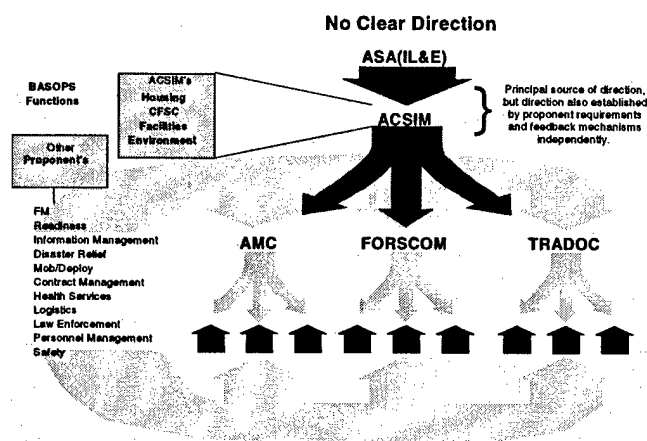 No Clear Direction
ASA(IL&E)
BASOPS
Functions
ACSIM's
Housing
CFSC
Facilities
Environment
ACSIM
Principal source of direction,
but direction also established
by proponent requirements
and feedback mechanisms
independently.
Other
Proponent's
FM
Readiness
Information Management
Disaster Relief
Mob/Deploy
Contract Management
Health Services
Logistics
Law Enforcement
Personnel Management
Safety
AMC
FORSCOM
TRADOC